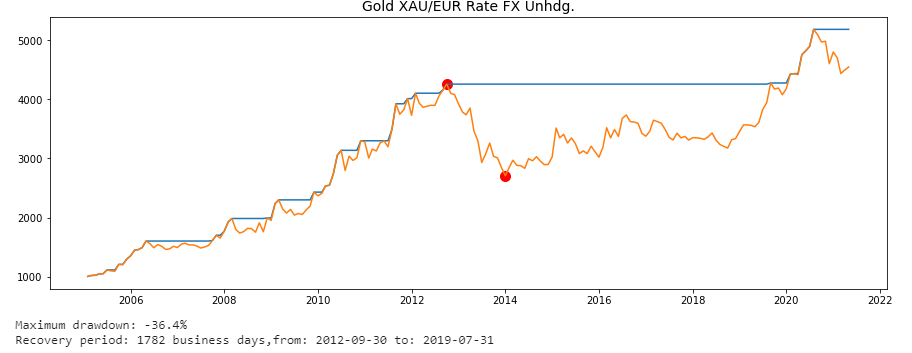 Gold XAU/EUR Rate FX Unhdg.
5000
4000
3000
2000
1000
2006 2008 2010 2012 2014 2016 2018 2020 2022
Maximum drawdown: -36.4%
Recovery period: 1782 business days,from: 2012-09-30 to: 2019-07-31